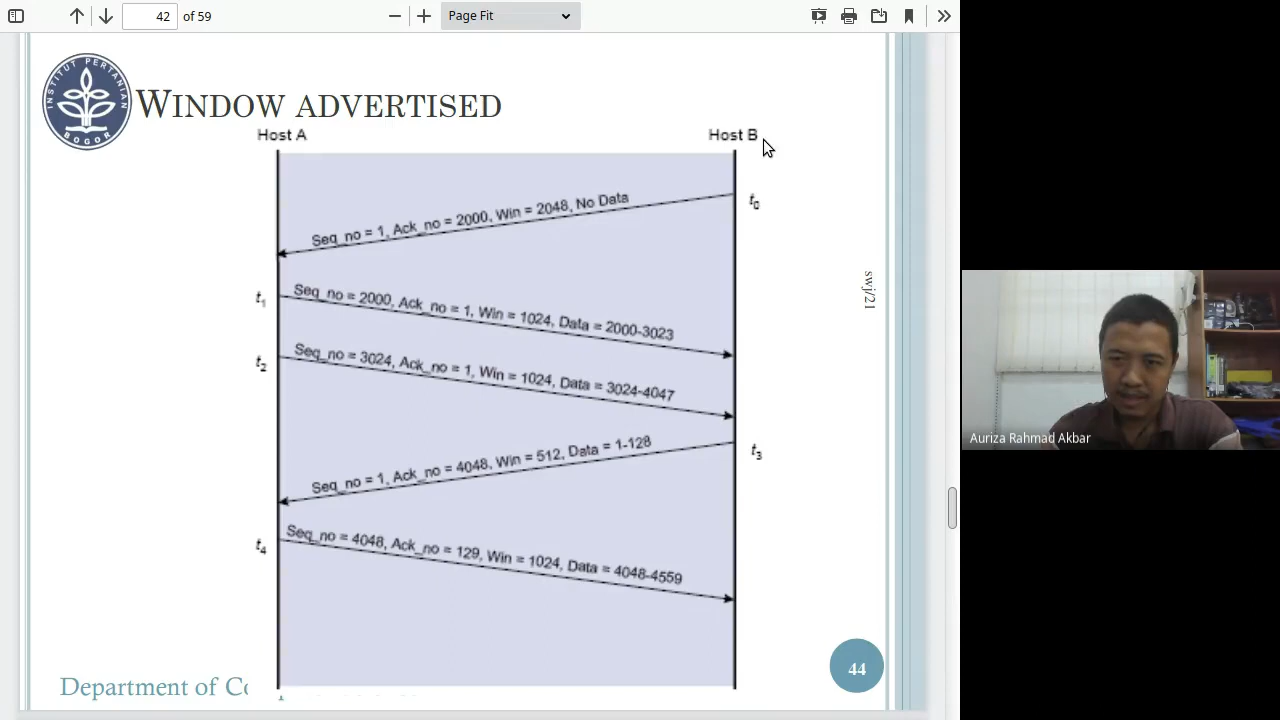 42 of 59 Page Fit
INSTITUT PERTANIAN BOGOR
WINDOW ADVERTISED
Host A Host B
t0
Seq_no = 1, Ack_no = 2000, Win = 2048, No Data
t1
Seq_no = 2000, Ack_no = 1, Win = 1024, Data = 2000-3023
t2
Seq_no = 3024, Ack_no = 1, Win = 1024, Data = 3024-4047
t3
Seq_no = 1, Ack_no = 4048, Win = 512, Data = 1-128
t4
Seq_no = 4048, Ack_no = 129, Win = 1024, Data = 4048-4559
swj/21
44
Department of Co
Auriza Rahmad Akbar